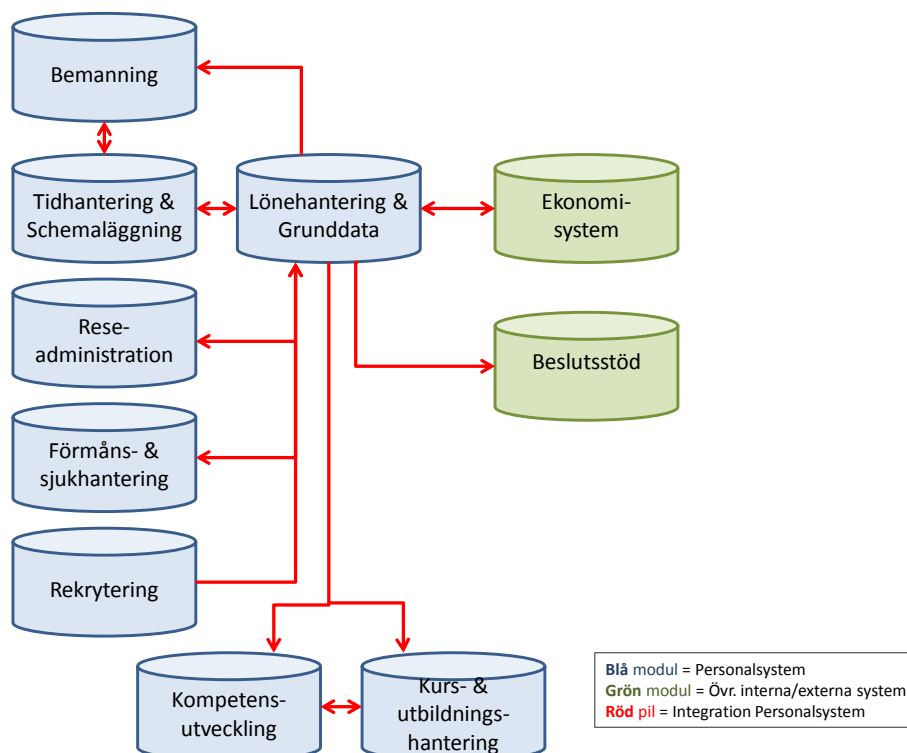 Bemanning
Tidhantering &
Schemaläggning
Lönehantering &
Grunddata
Ekonomi-
system
Rese-
administration
Beslutsstöd
Förmåns- &
sjukhantering
Rekrytering
Kompetens-
utveckling
Kurs- &
utbildnings-
hantering
Blå modul = Personalsystem
Grön modul = Övr. interna/externa system
Röd pil = Integration Personalsystem